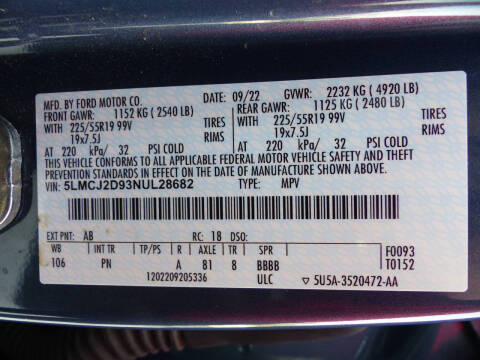 MFD. BY FORD MOTOR CO. DATE: 09/22 GVWR: 2232 KG ( 4920 LB)
FRONT GAWR: 1152 KG ( 2540 LB) REAR GAWR: 1125 KG ( 2480 LB)
WITH 225/55R19 99V TIRES WITH 225/55R19 99V TIRES
19x7.5J RIMS 19x7.5J RIMS
AT 220 kPa/ 32 PSI COLD AT 220 kPa/ 32 PSI COLD
THIS VEHICLE CONFORMS TO ALL APPLICABLE FEDERAL MOTOR VEHICLE SAFETY AND THEFT
PREVENTION STANDARDS IN EFFECT ON THE DATE OF MANUFACTURE SHOWN ABOVE.
VIN: 5LMCJ2D93NUL28682 TYPE: MPV
EXT PNT: AB RC: 18 DSO:
WB INT TR TP/PS R AX TR SPR F0093
106 PN A 81 8 BBBB T0152
1202209205336 ULC ▽ 5U5A-3520472-AA